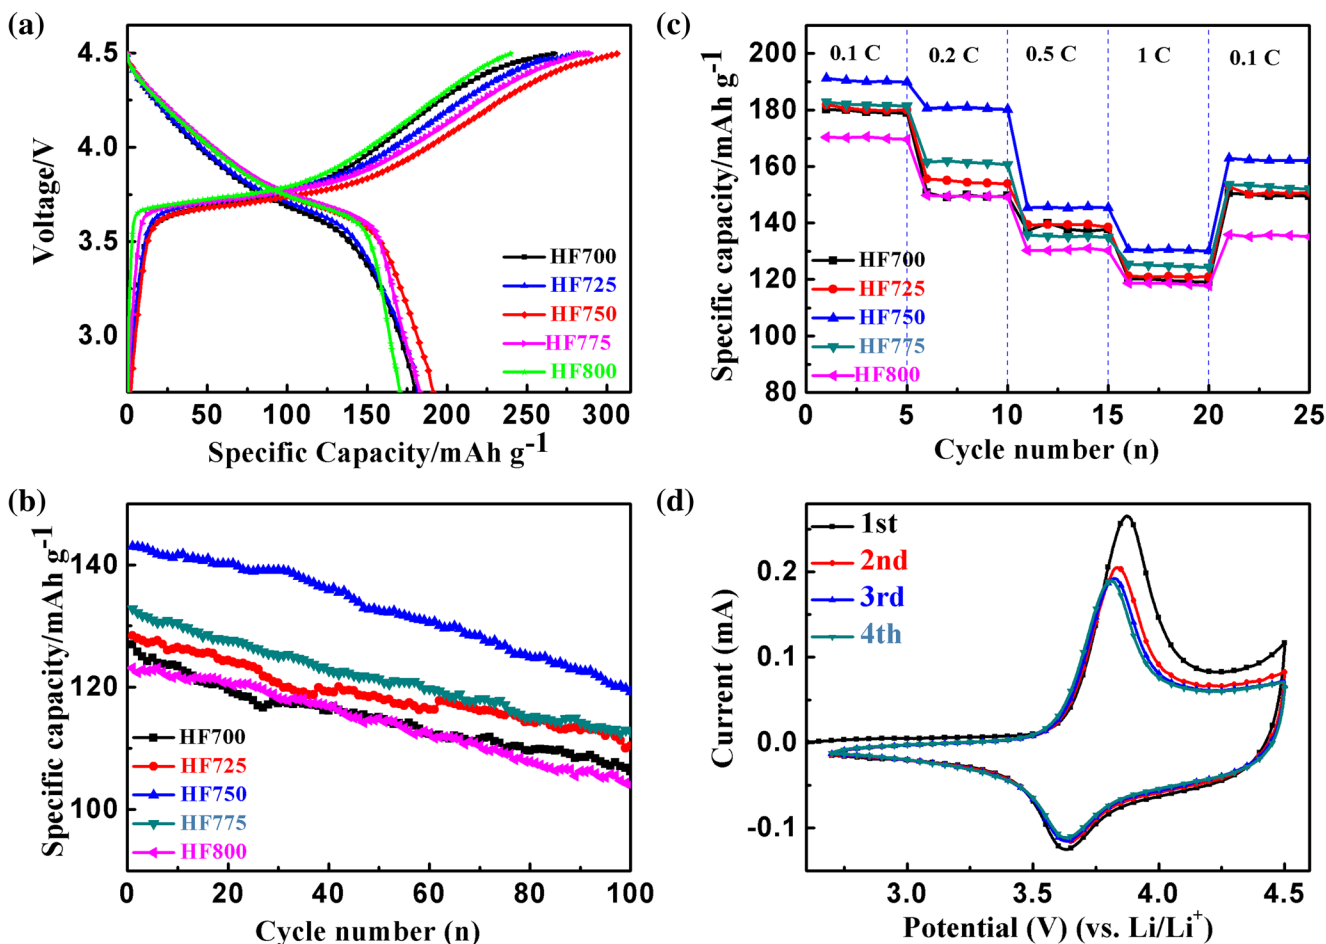 (a)
4.5
4.0
3.5
3.0
Voltage/V
0 50 100 150 200 250 300
Specific Capacity/mAh g-1
HF700
HF725
HF750
HF775
HF800
(c)
200
180
160
140
120
100
80
Specific capacity/mAh g-1
0.1 C 0.2 C 0.5 C 1 C 0.1 C
HF700
HF725
HF750
HF775
HF800
0 5 10 15 20 25
Cycle number (n)
(b)
140
120
100
Specific capacity/mAh g-1
HF700
HF725
HF750
HF775
HF800
0 20 40 60 80 100
Cycle number (n)
(d)
0.2
0.1
0.0
-0.1
Current (mA)
1st
2nd
3rd
4th
3.0 3.5 4.0 4.5
Potential (V) (vs. Li/Li+)